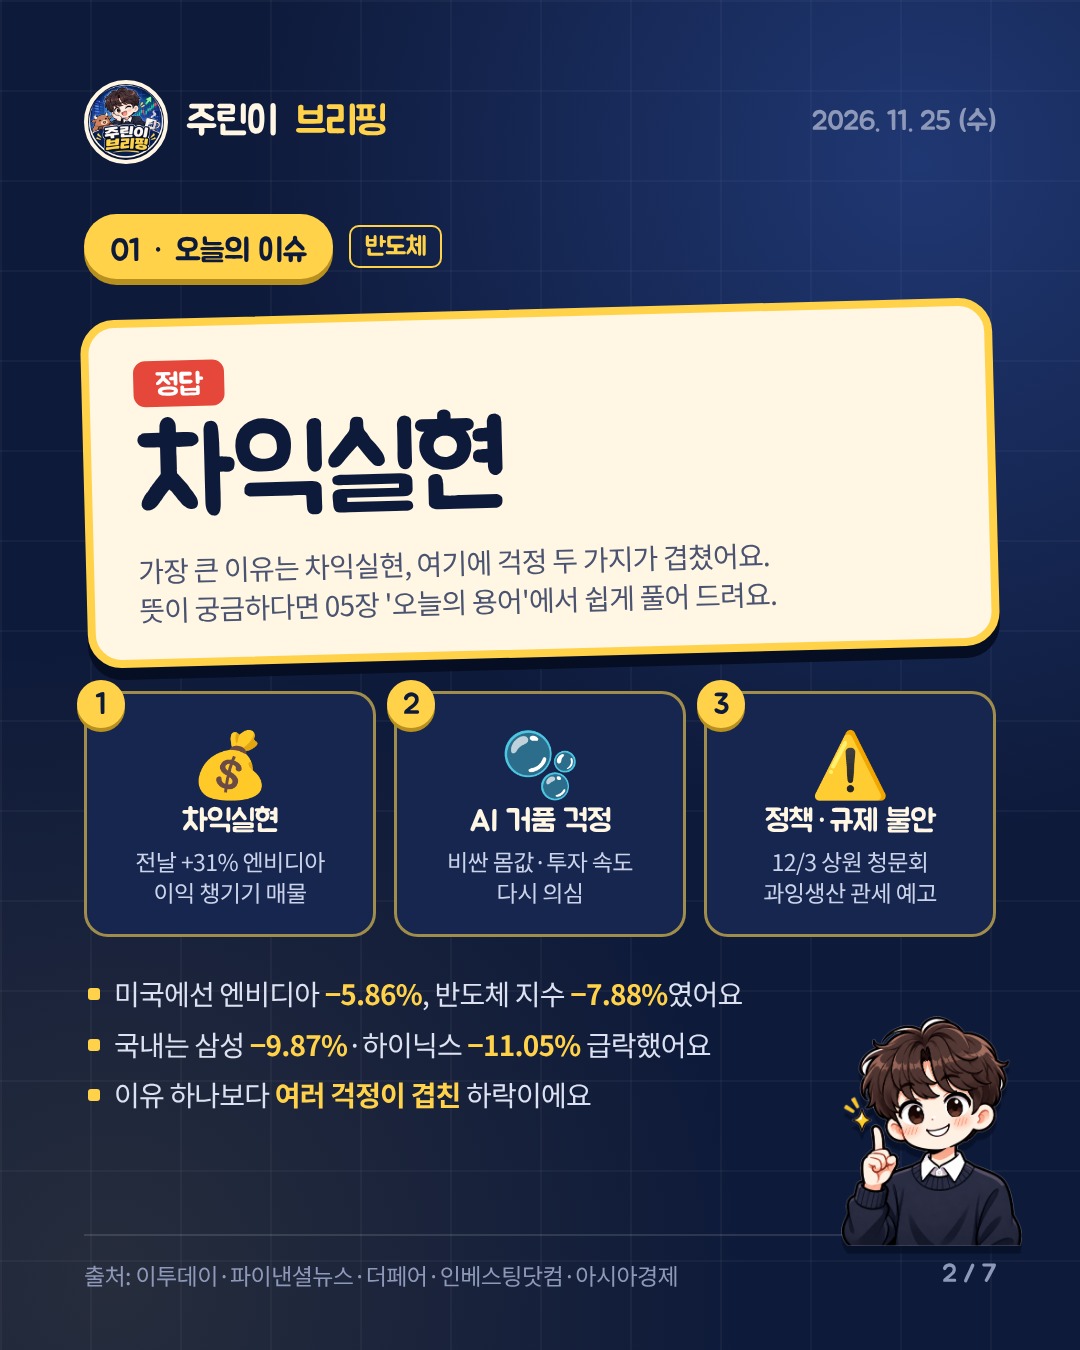 주린이 브리핑
주린이 브리핑
2026. 11. 25 (수)
01 · 오늘의 이슈
반도체
정답
차익실현
가장 큰 이유는 차익실현, 여기에 걱정 두 가지가 겹쳤어요.
뜻이 궁금하다면 05장 '오늘의 용어'에서 쉽게 풀어 드려요.
1
차익실현
전날 +31% 엔비디아
이익 챙기기 매물
2
AI 거품 걱정
비싼 몸값·투자 속도
다시 의심
3
정책·규제 불안
12/3 상원 청문회
과잉생산 관세 예고
미국에선 엔비디아 −5.86%, 반도체 지수 −7.88%였어요
국내는 삼성 −9.87%·하이닉스 −11.05% 급락했어요
이유 하나보다 여러 걱정이 겹친 하락이에요
출처: 이투데이·파이낸셜뉴스·더페어·인베스팅닷컴·아시아경제
2 / 7